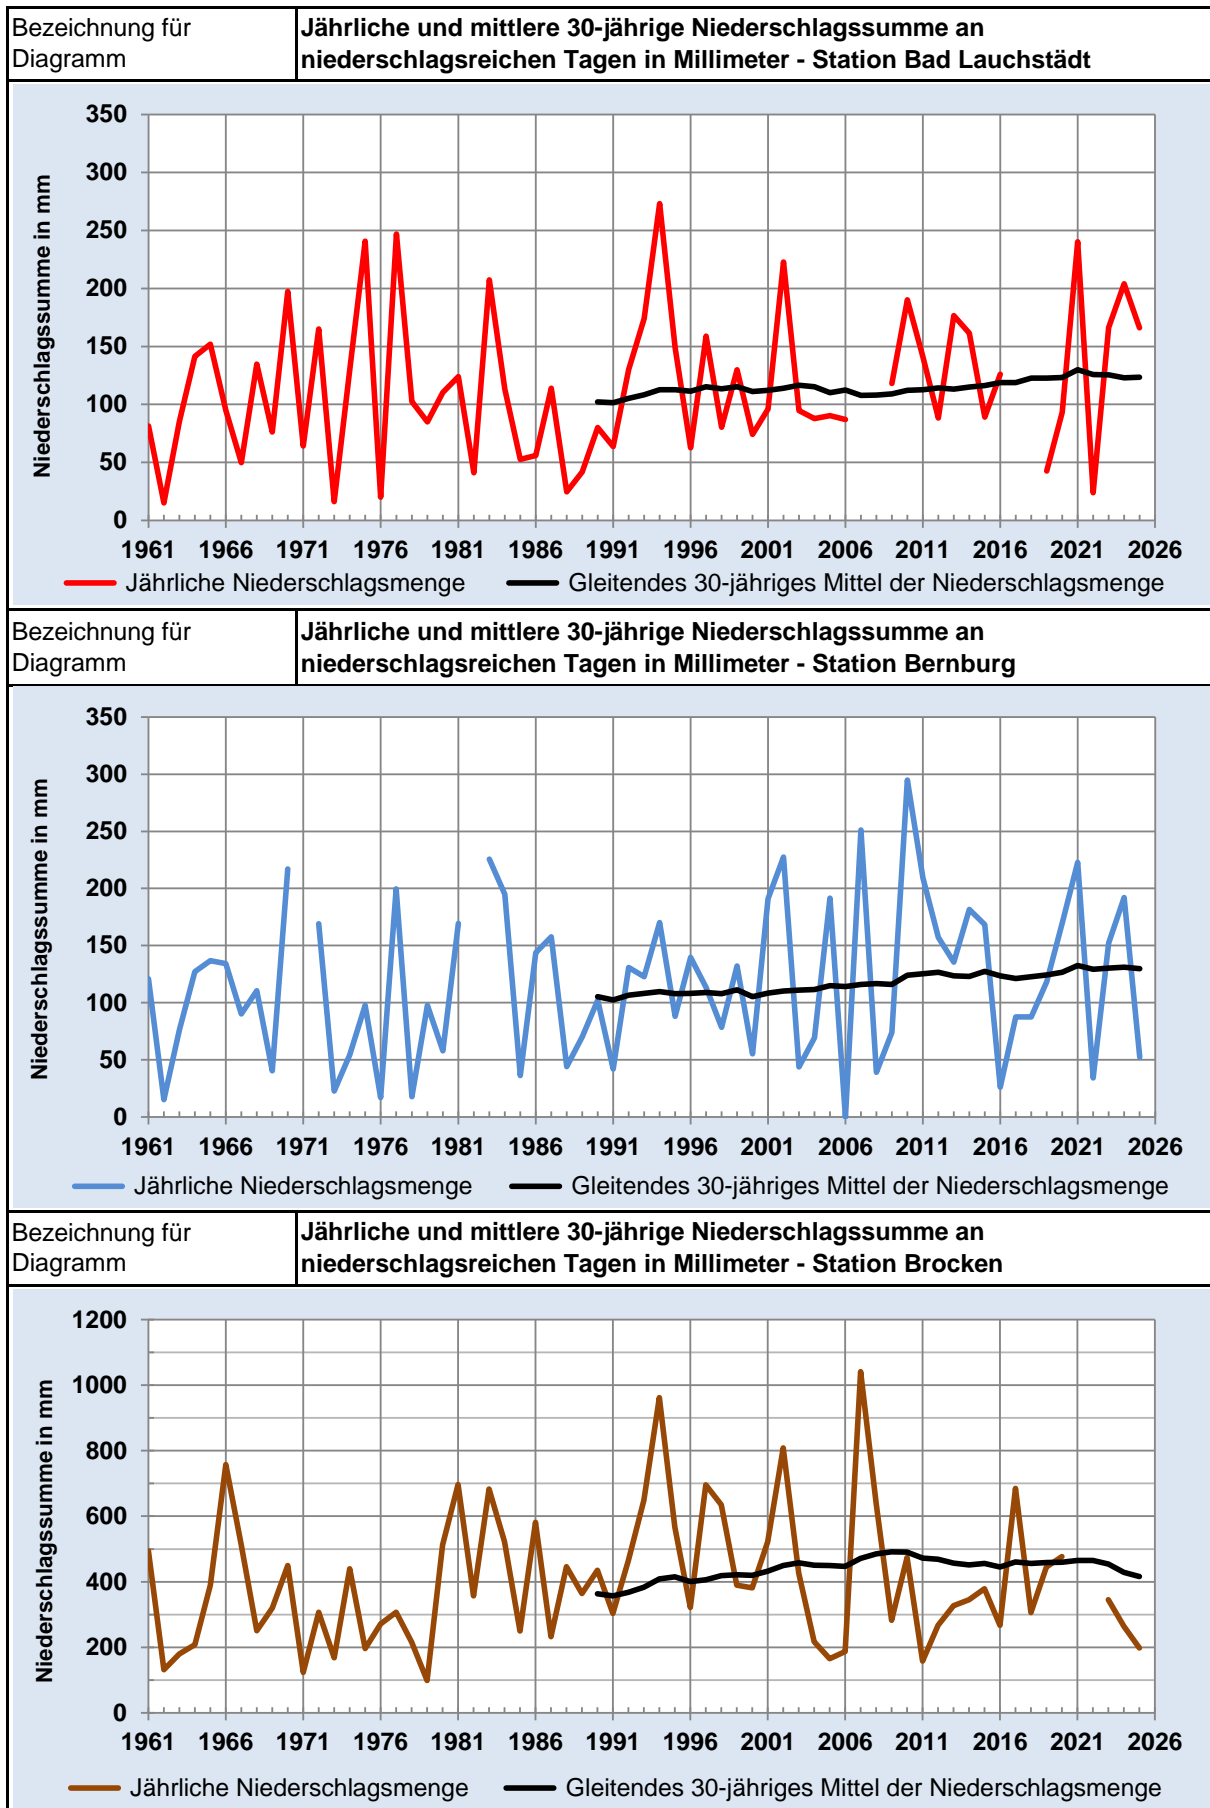 Bezeichnung für
Diagramm
Jährliche und mittlere 30-jährige Niederschlagssumme an
niederschlagsreichen Tagen in Millimeter - Station Bad Lauchstädt
350
300
250
200
150
100
50
0
Niederschlagssumme in mm
1961 1966 1971 1976 1981 1986 1991 1996 2001 2006 2011 2016 2021 2026
Jährliche Niederschlagsmenge Gleitendes 30-jähriges Mittel der Niederschlagsmenge
Bezeichnung für
Diagramm
Jährliche und mittlere 30-jährige Niederschlagssumme an
niederschlagsreichen Tagen in Millimeter - Station Bernburg
350
300
250
200
150
100
50
0
Niederschlagssumme in mm
1961 1966 1971 1976 1981 1986 1991 1996 2001 2006 2011 2016 2021 2026
Jährliche Niederschlagsmenge Gleitendes 30-jähriges Mittel der Niederschlagsmenge
Bezeichnung für
Diagramm
Jährliche und mittlere 30-jährige Niederschlagssumme an
niederschlagsreichen Tagen in Millimeter - Station Brocken
1200
1000
800
600
400
200
0
Niederschlagssumme in mm
1961 1966 1971 1976 1981 1986 1991 1996 2001 2006 2011 2016 2021 2026
Jährliche Niederschlagsmenge Gleitendes 30-jähriges Mittel der Niederschlagsmenge